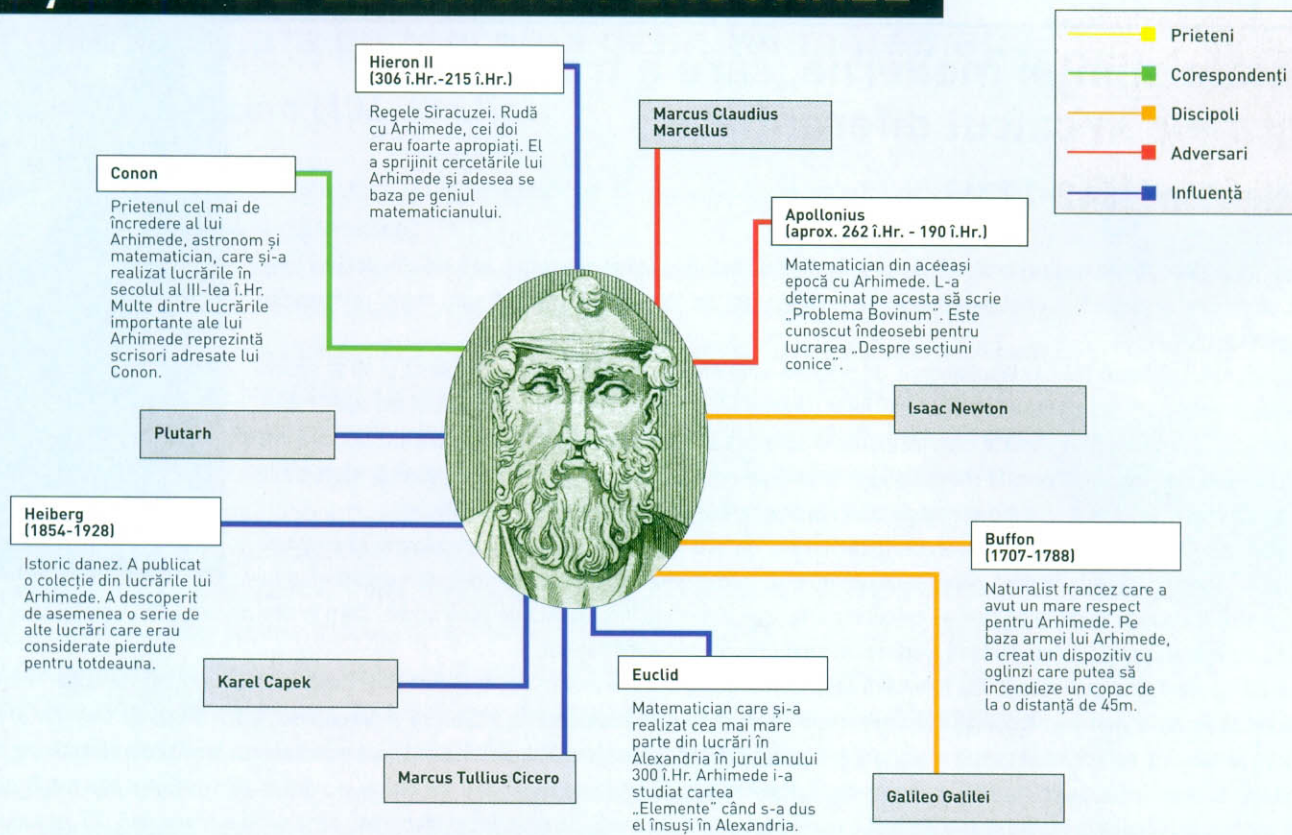 Prieteni
Corespondenți
Discipoli
Adversari
Influență
Hieron II
(306 î.Hr.-215 î.Hr.)
Regele Siracuzei. Rudă
cu Arhimede, cei doi
erau foarte apropiați. El
a sprijinit cercetările lui
Arhimede și adesea se
baza pe geniul
matematicianului.
Marcus Claudius
Marcellus
Conon
Prietenul cel mai de
încredere al lui
Arhimede, astronom și
matematician, care și-a
realizat lucrările în
secolul al III-lea î.Hr.
Multe dintre lucrările
importante ale lui
Arhimede reprezintă
scrisori adresate lui
Conon.
Apollonius
(aprox. 262 î.Hr. - 190 î.Hr.)
Matematician din aceeași
epocă cu Arhimede. L-a
determinat pe acesta să scrie
„Problema Bovinum". Este
cunoscut îndeosebi pentru
lucrarea „Despre secțiuni
conice".
Isaac Newton
Plutarh
Heiberg
(1854-1928)
Istoric danez. A publicat
o colecție din lucrările lui
Arhimede. A descoperit
de asemenea o serie de
alte lucrări care erau
considerate pierdute
pentru totdeauna.
Buffon
(1707-1788)
Naturalist francez care a
avut un mare respect
pentru Arhimede. Pe
baza armei lui Arhimede,
a creat un dispozitiv cu
oglinzi care putea să
incendieze un copac de
la o distanță de 45m.
Karel Capek
Euclid
Matematician care și-a
realizat cea mai mare
parte din lucrări în
Alexandria în jurul anului
300 î.Hr. Arhimede i-a
studiat cartea
„Elemente" când s-a dus
el însuși în Alexandria.
Marcus Tullius Cicero
Galileo Galilei